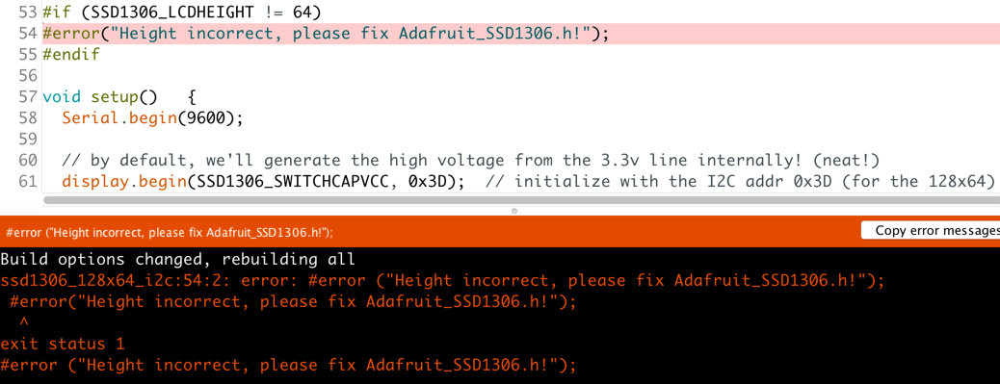 53 #if (SSD1306_LCDHEIGHT != 64)
54 #error("Height incorrect, please fix Adafruit_SSD1306.h!");
55 #endif
56
57 void setup()   {
58   Serial.begin(9600);
59
60   // by default, we'll generate the high voltage from the 3.3v line internally! (neat!)
61   display.begin(SSD1306_SWITCHCAPVCC, 0x3D);  // initialize with the I2C addr 0x3D (for the 128x64)
#error ("Height incorrect, please fix Adafruit_SSD1306.h!"); Copy error messages
Build options changed, rebuilding all
ssd1306_128x64_i2c:54:2: error: #error ("Height incorrect, please fix Adafruit_SSD1306.h!");
 #error("Height incorrect, please fix Adafruit_SSD1306.h!");
  ^
exit status 1
#error ("Height incorrect, please fix Adafruit_SSD1306.h!");